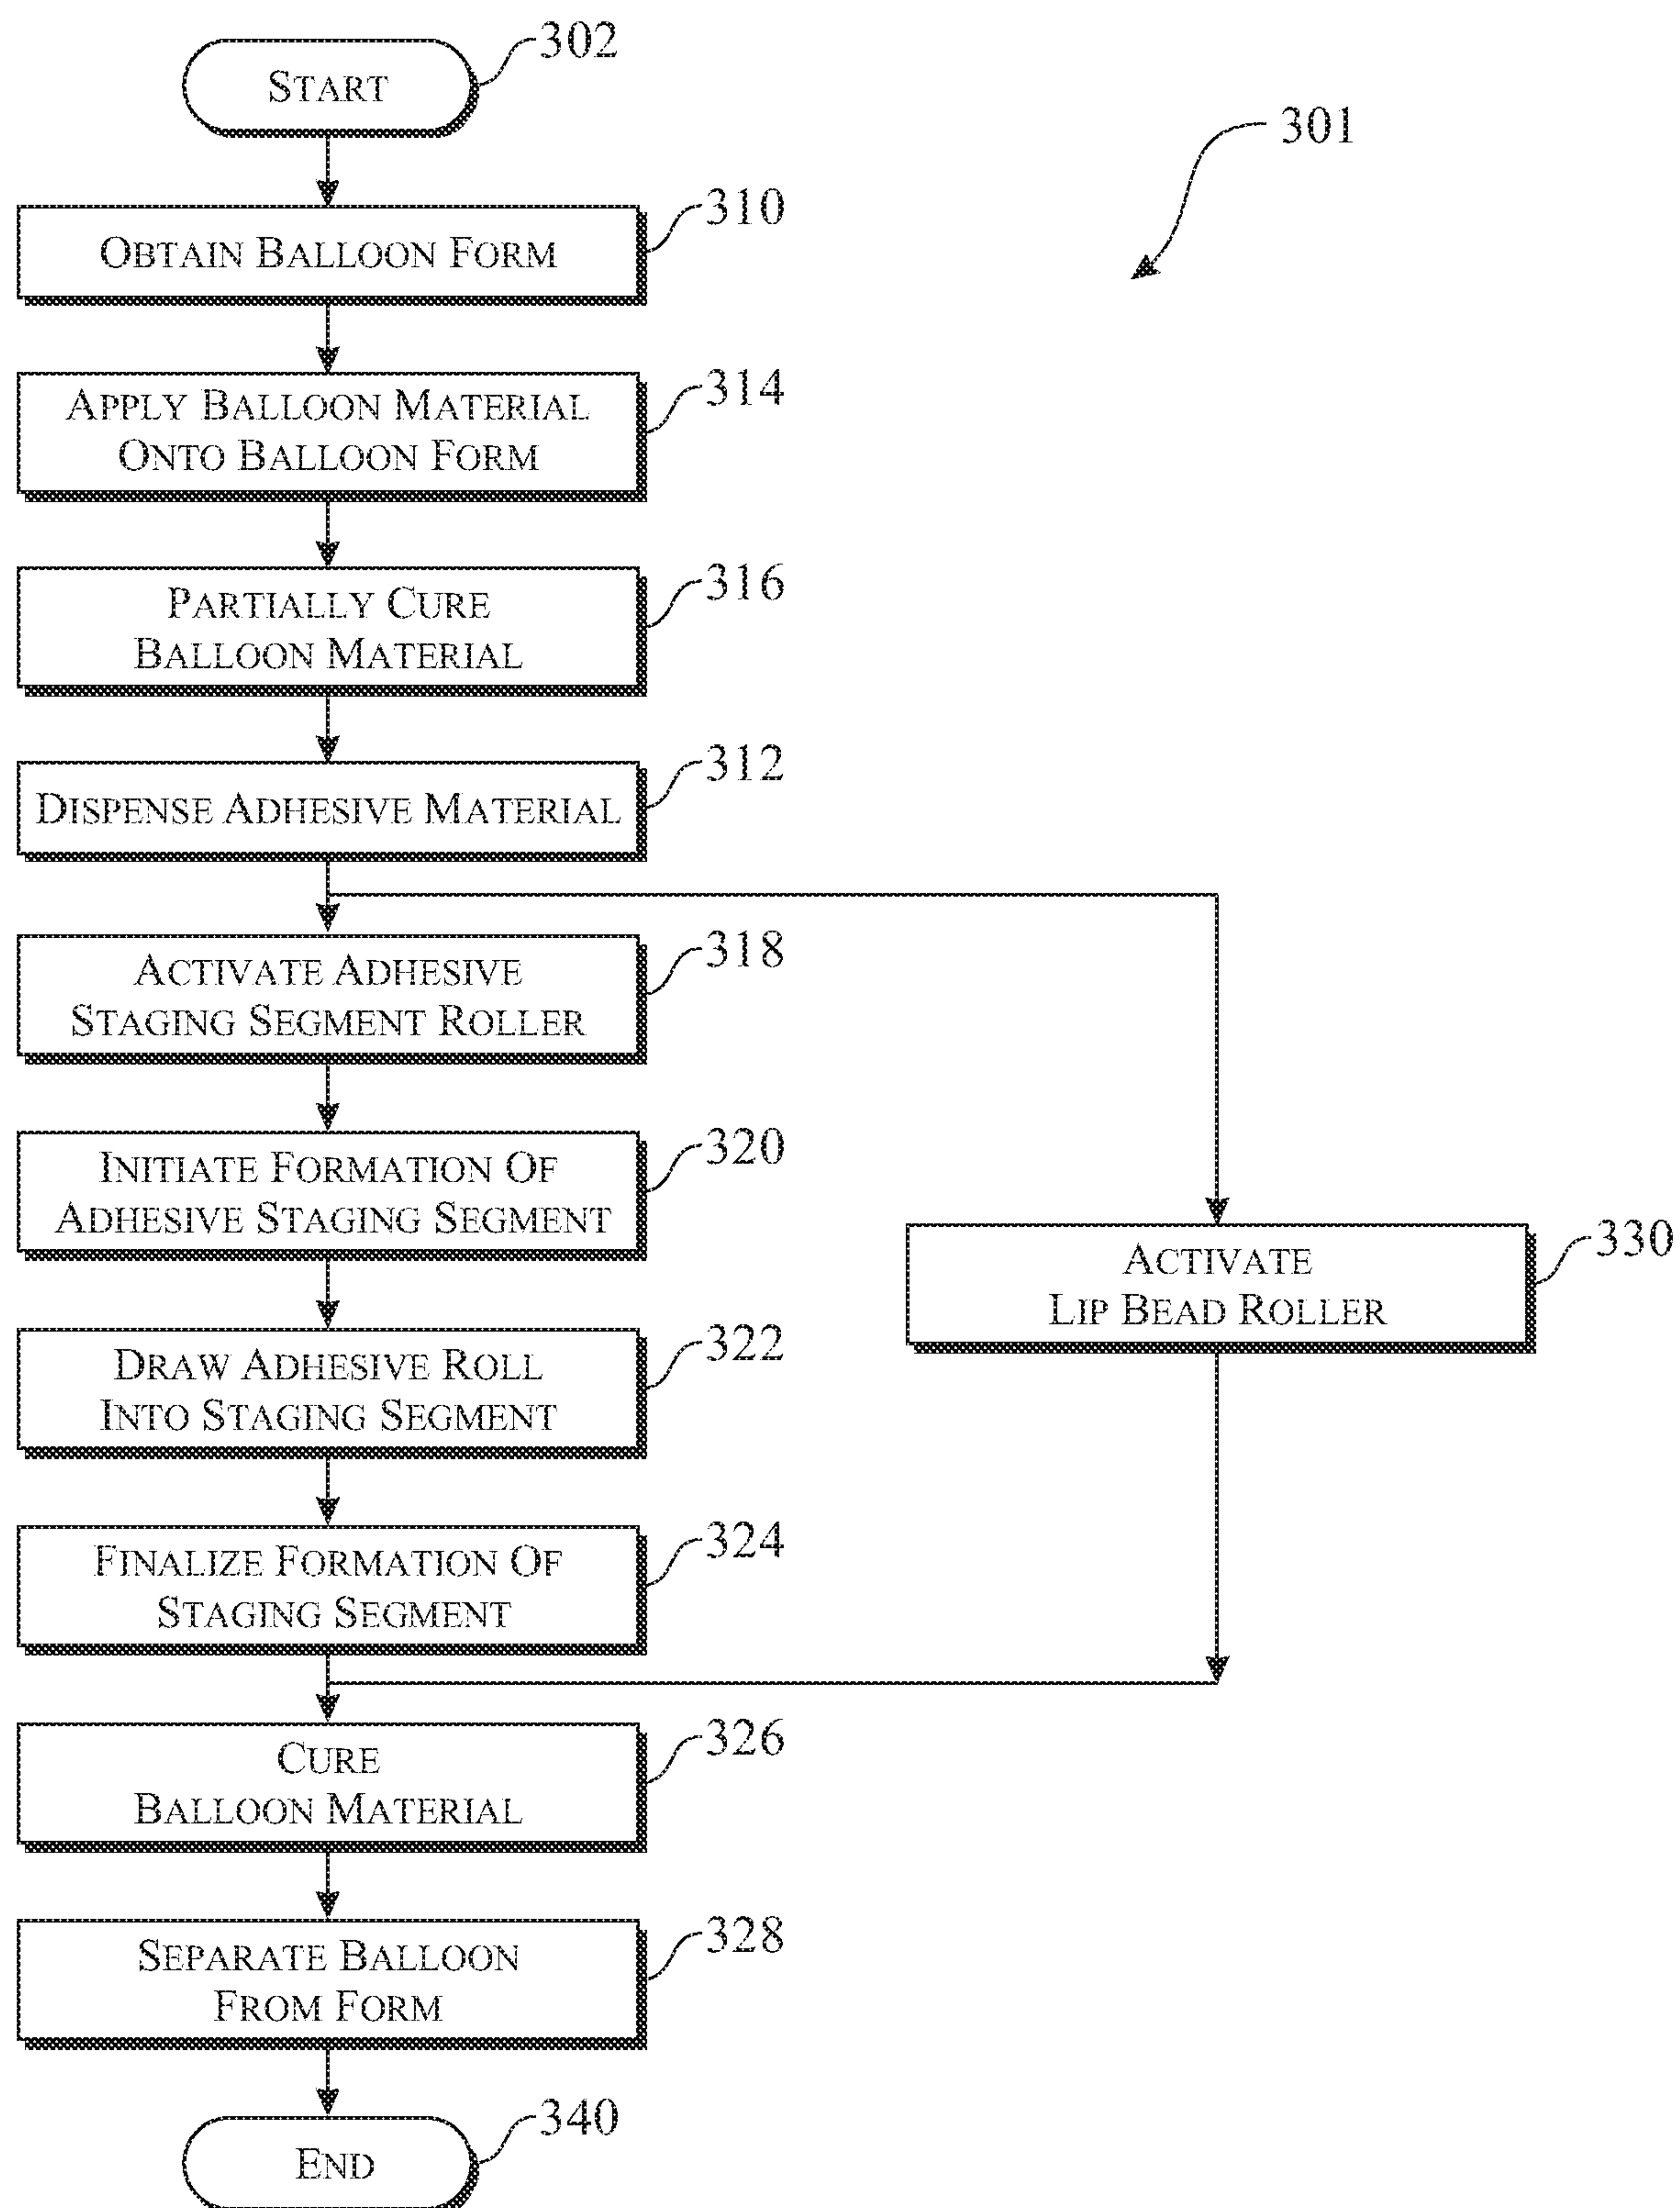 START
302
301
OBTAIN BALLOON FORM
310
APPLY BALLOON MATERIAL
ONTO BALLOON FORM
314
PARTIALLY CURE
BALLOON MATERIAL
316
DISPENSE ADHESIVE MATERIAL
312
ACTIVATE ADHESIVE
STAGING SEGMENT ROLLER
318
INITIATE FORMATION OF
ADHESIVE STAGING SEGMENT
320
ACTIVATE
LIP BEAD ROLLER
330
DRAW ADHESIVE ROLL
INTO STAGING SEGMENT
322
FINALIZE FORMATION OF
STAGING SEGMENT
324
CURE
BALLOON MATERIAL
326
SEPARATE BALLOON
FROM FORM
328
END
340